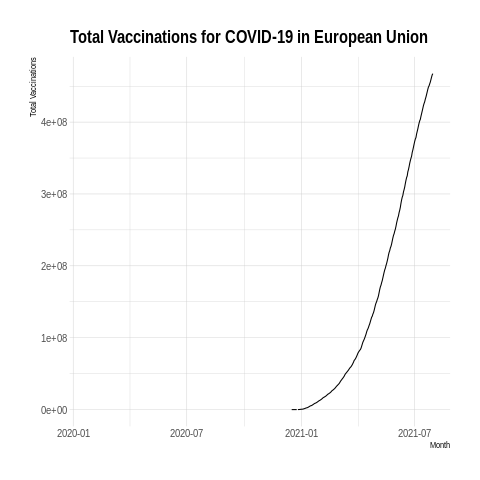 Total Vaccinations for COVID-19 in European Union
Total Vaccinations
4e+08
3e+08
2e+08
1e+08
0e+00
2020-01
2020-07
2021-01
2021-07
Month